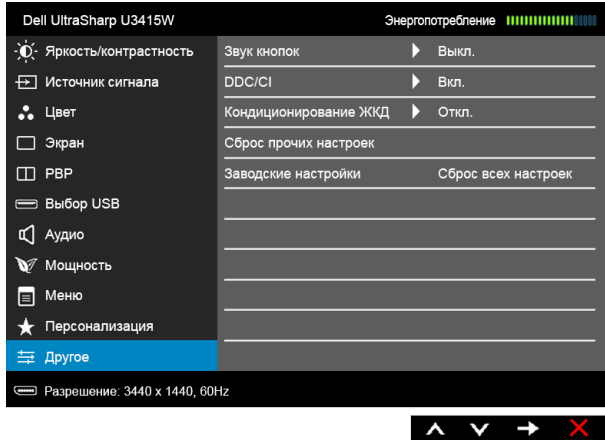 Dell UltraSharp U3415W Энергопотребление
Яркость/контрастность Звук кнопок Выкл.
Источник сигнала DDC/CI Вкл.
Цвет Кондиционирование ЖКД Откл.
Экран Сброс прочих настроек
PBP Заводские настройки Сброс всех настроек
Выбор USB
Аудио
Мощность
Меню
Персонализация
Другое
Разрешение: 3440 x 1440, 60Hz